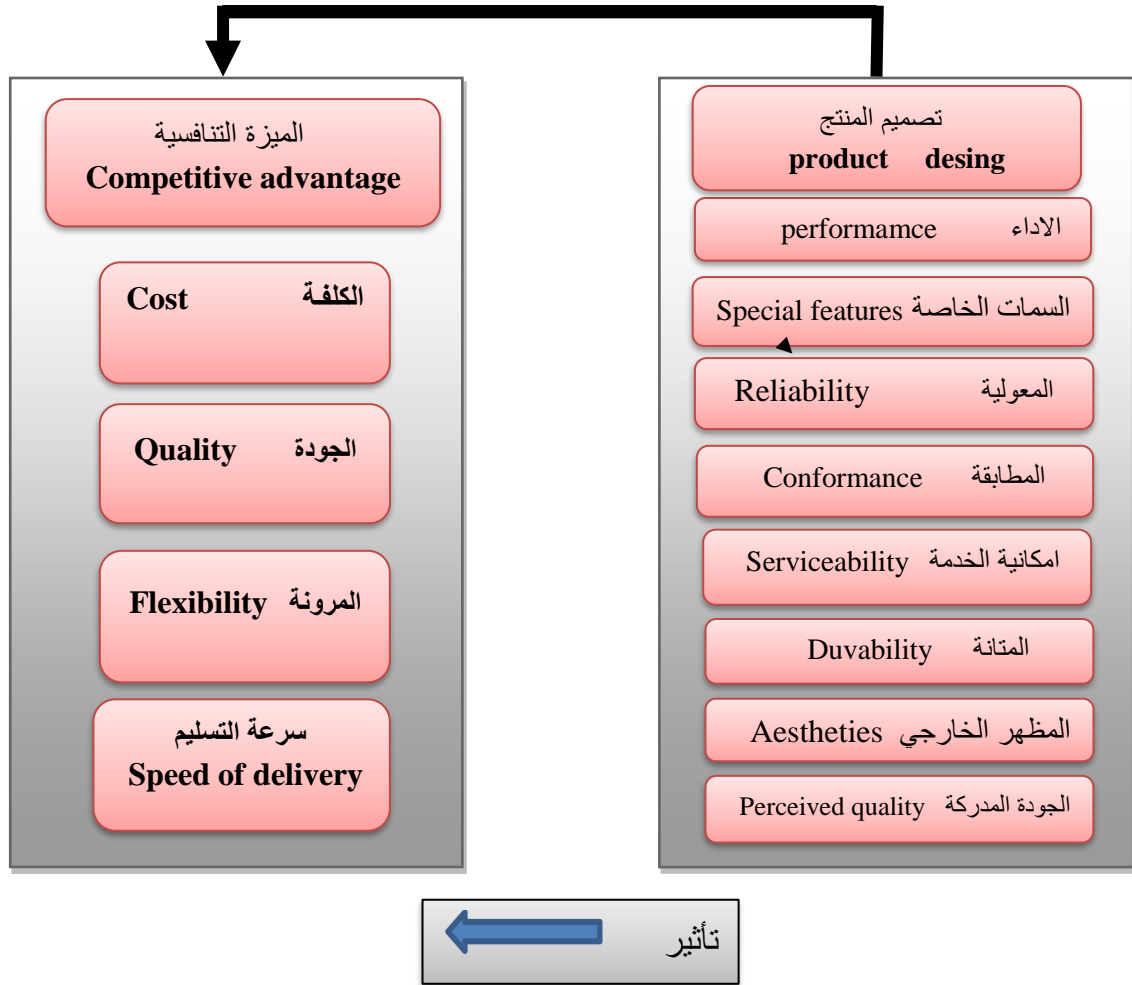 تصميم المنتج
product desing
الاداء performamce
السمات الخاصة Special features
المعولية Reliability
المطابقة Conformance
امكانية الخدمة Serviceability
المتانة Duvability
المظهر الخارجي Aestheties
الجودة المدركة Perceived quality
الميزة التنافسية
Competitive advantage
الكلفة Cost
الجودة Quality
المرونة Flexibility
سرعة التسليم
Speed of delivery
تأثير